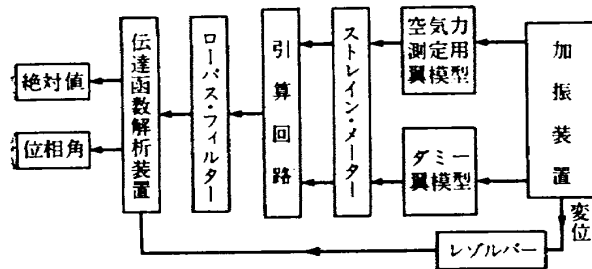 絶対値
位相角
伝達函数解析装置
ローパス・フィルター
引算回路
ストレイン・メーター
空気力
測定用
翼模型
ダミー
翼模型
加振装置
変位
レゾルバー